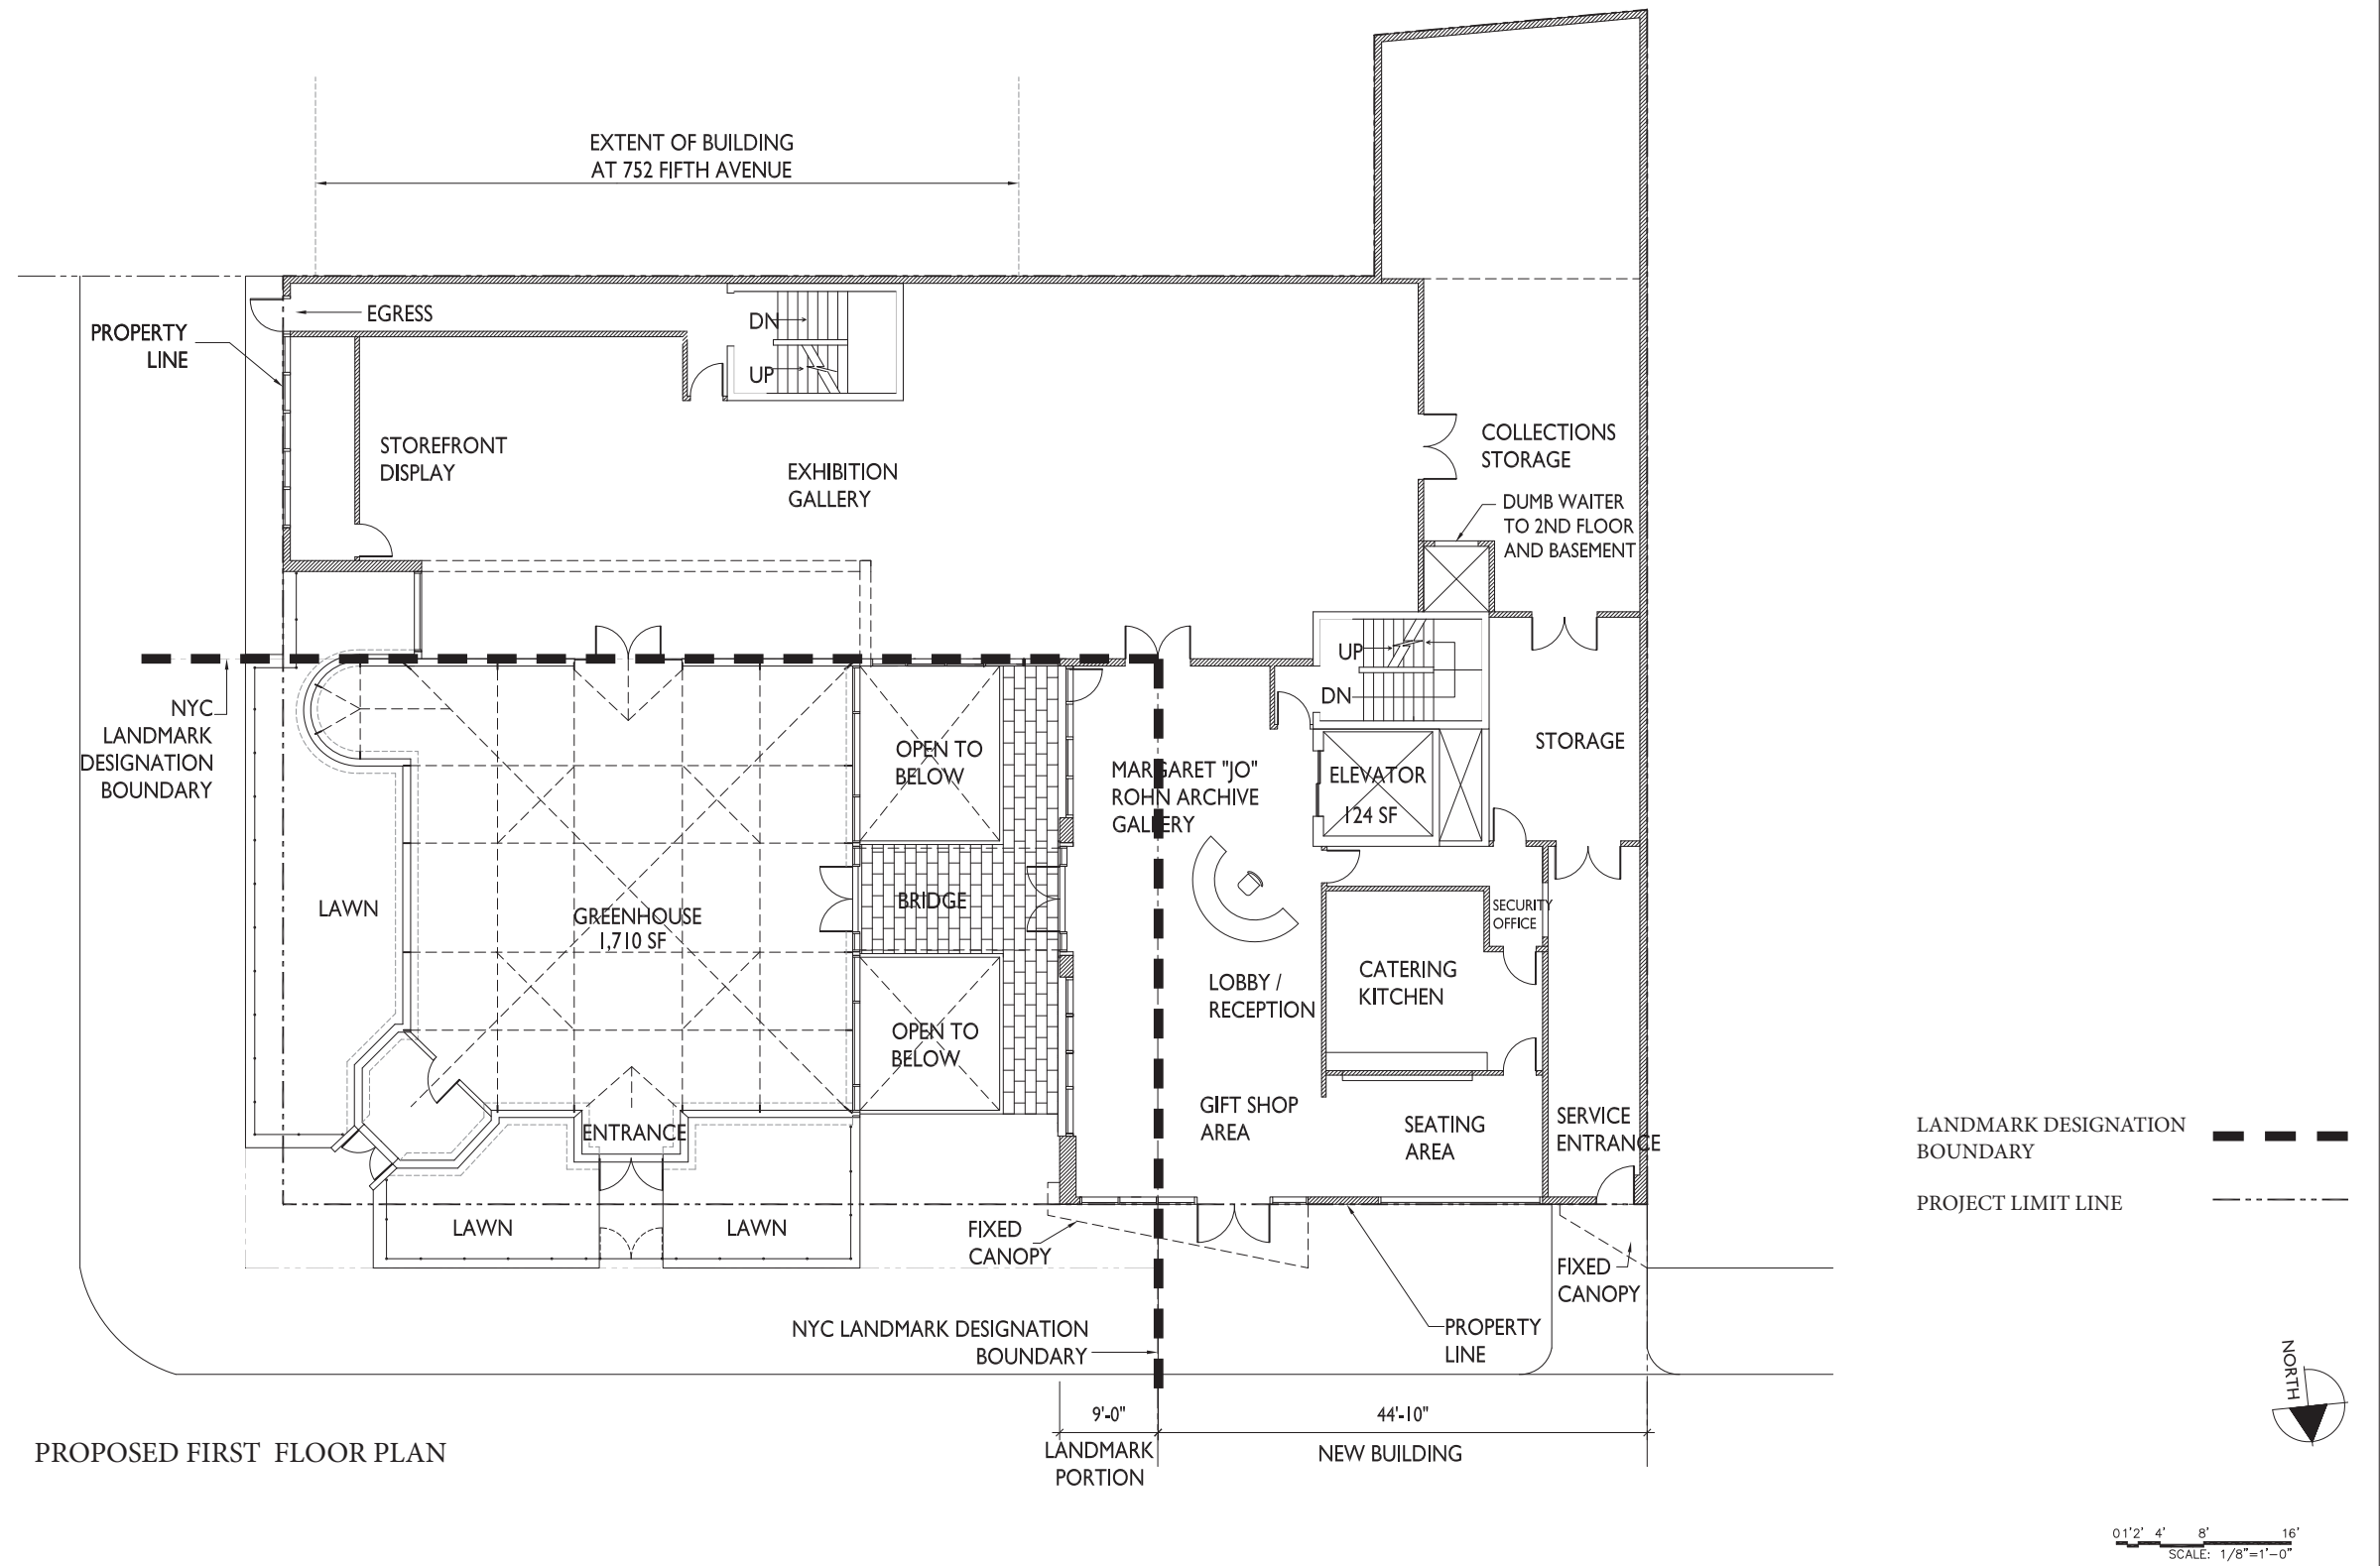 EXTENT OF BUILDING
AT 752 FIFTH AVENUE
EGRESS
PROPERTY
LINE
DN
UP
STOREFRONT
DISPLAY
EXHIBITION
GALLERY
COLLECTIONS
STORAGE
DUMB WAITER
TO 2ND FLOOR
AND BASEMENT
NYC
LANDMARK
DESIGNATION
BOUNDARY
UP
DN
OPEN TO
BELOW
MARGARET "JO"
ROHN ARCHIVE
GALLERY
ELEVATOR
124 SF
STORAGE
LAWN
GREENHOUSE
1,710 SF
BRIDGE
SECURITY
OFFICE
LOBBY /
RECEPTION
CATERING
KITCHEN
OPEN TO
BELOW
GIFT SHOP
AREA
SEATING
AREA
SERVICE
ENTRANCE
ENTRANCE
LAWN
LAWN
FIXED
CANOPY
FIXED
CANOPY
NYC LANDMARK DESIGNATION
BOUNDARY
PROPERTY
LINE
9'-0"
LANDMARK
PORTION
44'-10"
NEW BUILDING
PROPOSED FIRST FLOOR PLAN
LANDMARK DESIGNATION
BOUNDARY
PROJECT LIMIT LINE
NORTH
0 1' 2' 4' 8' 16'
SCALE: 1/8"=1'-0"